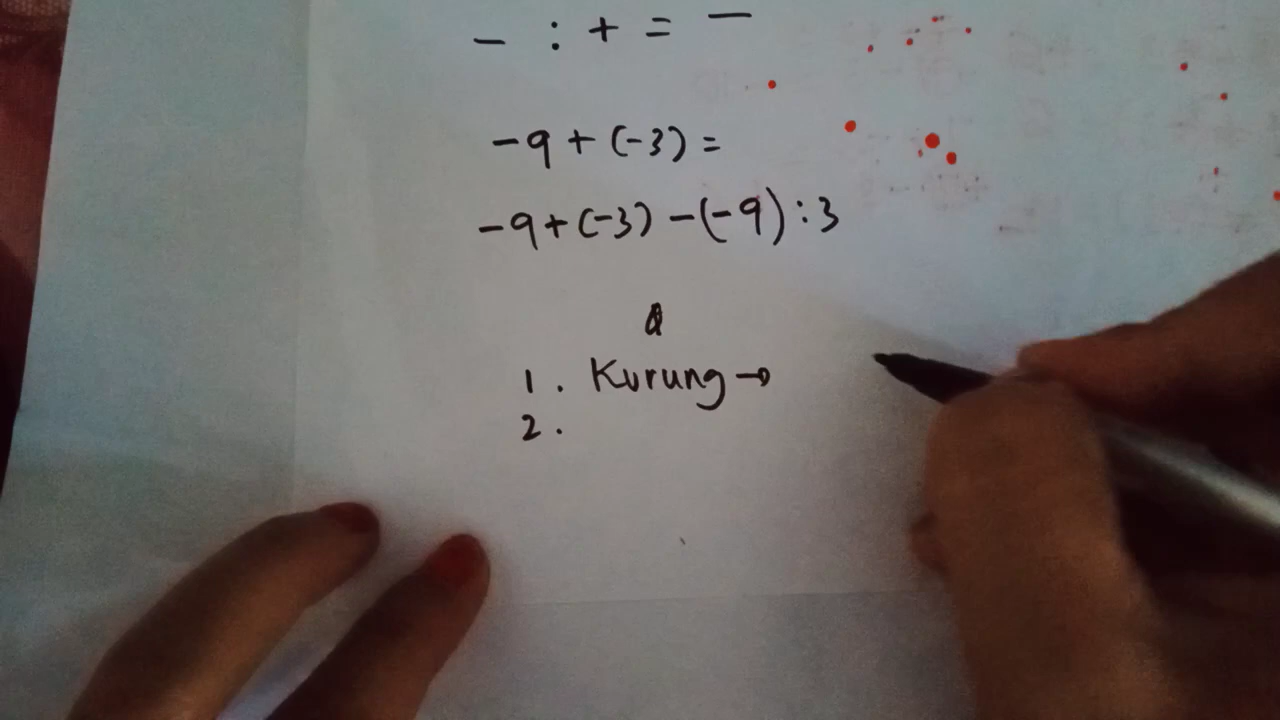 - : + = -
-9 + (-3) =
-9 + (-3) - (-9) : 3
1. Kurung →
2.